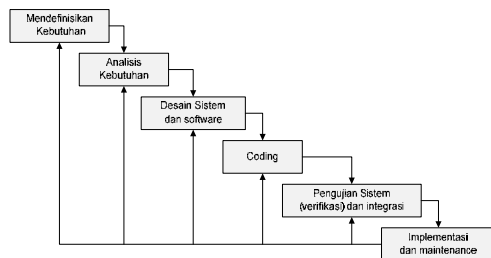 Mendefinisikan
Kebutuhan
Analisis
Kebutuhan
Desain Sistem
dan software
Coding
Pengujian Sistem
(verifikasi) dan integrasi
Implementasi
dan maintenance